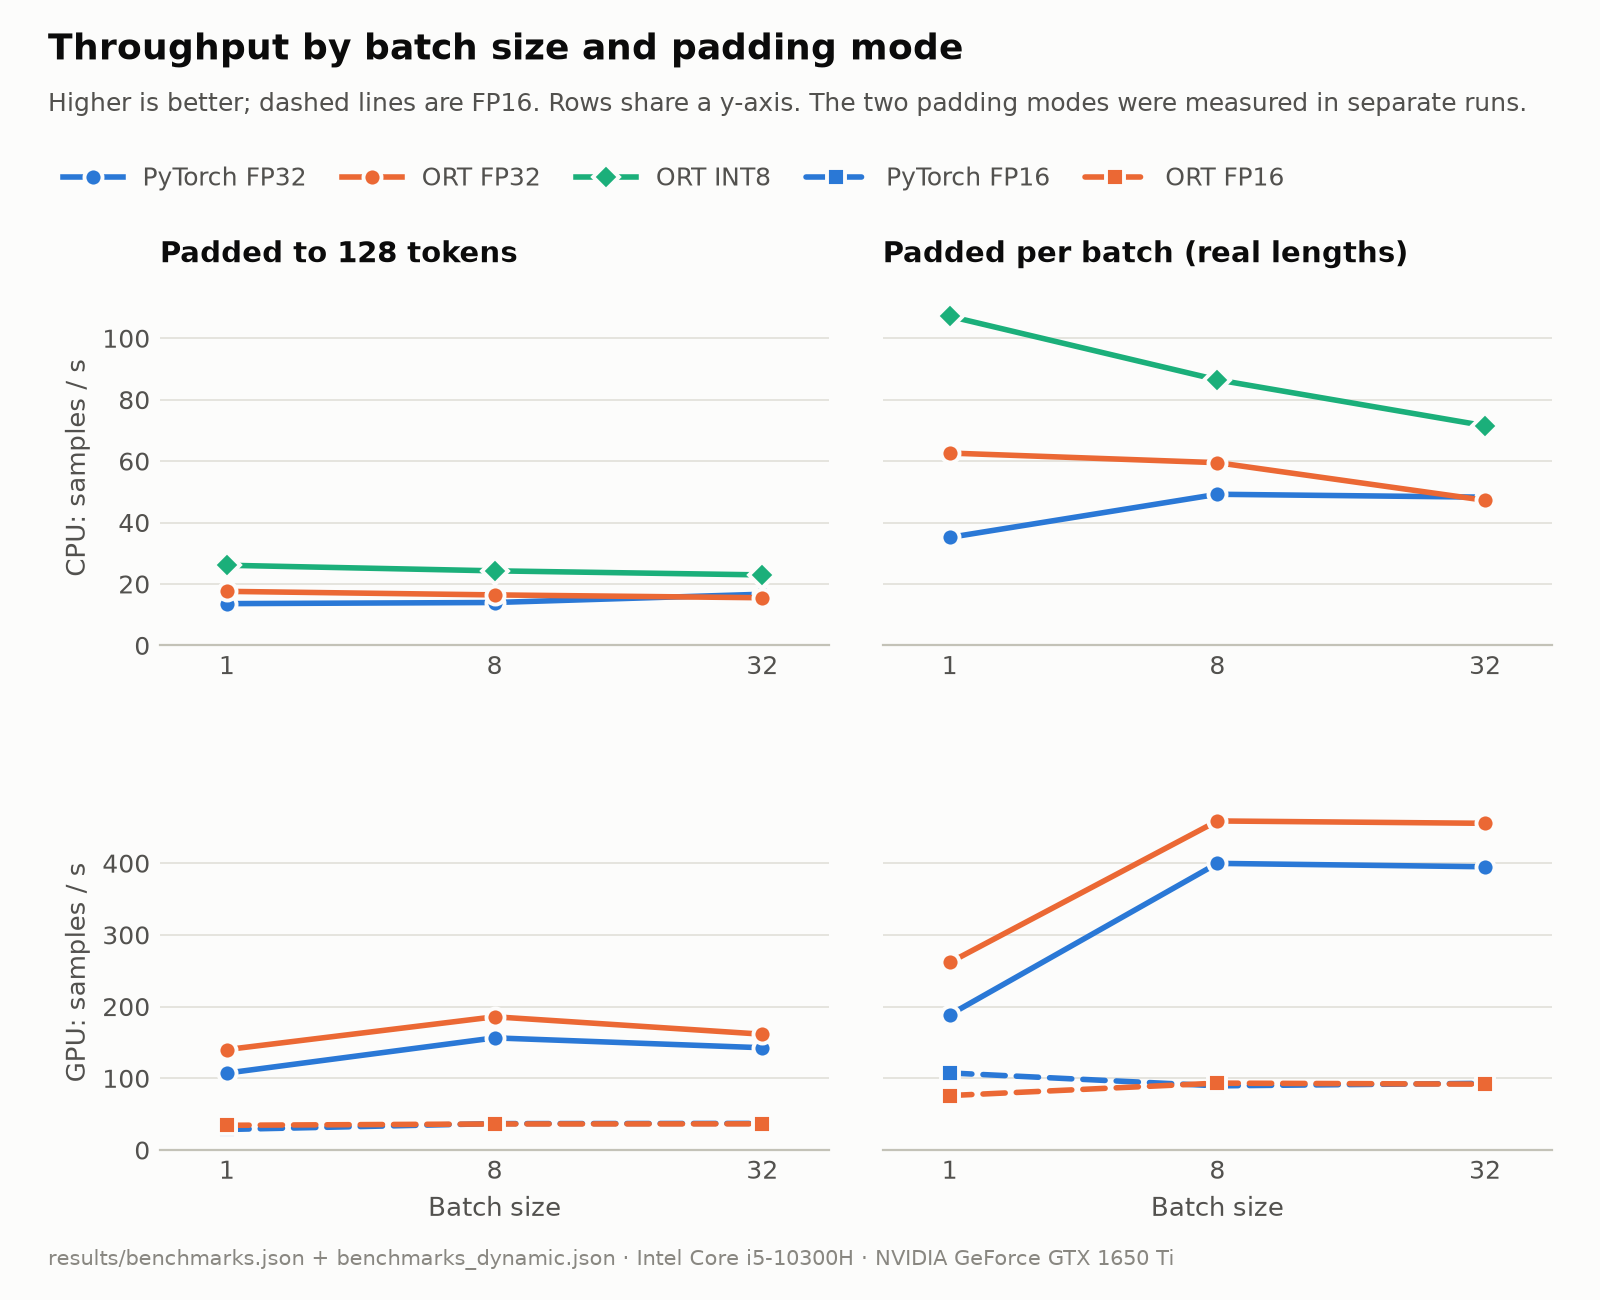 Throughput by batch size and padding mode
Higher is better; dashed lines are FP16. Rows share a y-axis. The two padding modes were measured in separate runs.
PyTorch FP32 ORT FP32 ORT INT8 PyTorch FP16 ORT FP16
Padded to 128 tokens
CPU: samples / s
100
80
60
40
20
0
1 8 32
Padded per batch (real lengths)
1 8 32
GPU: samples / s
400
300
200
100
0
1 8 32
Batch size
1 8 32
Batch size
results/benchmarks.json + benchmarks_dynamic.json · Intel Core i5-10300H · NVIDIA GeForce GTX 1650 Ti